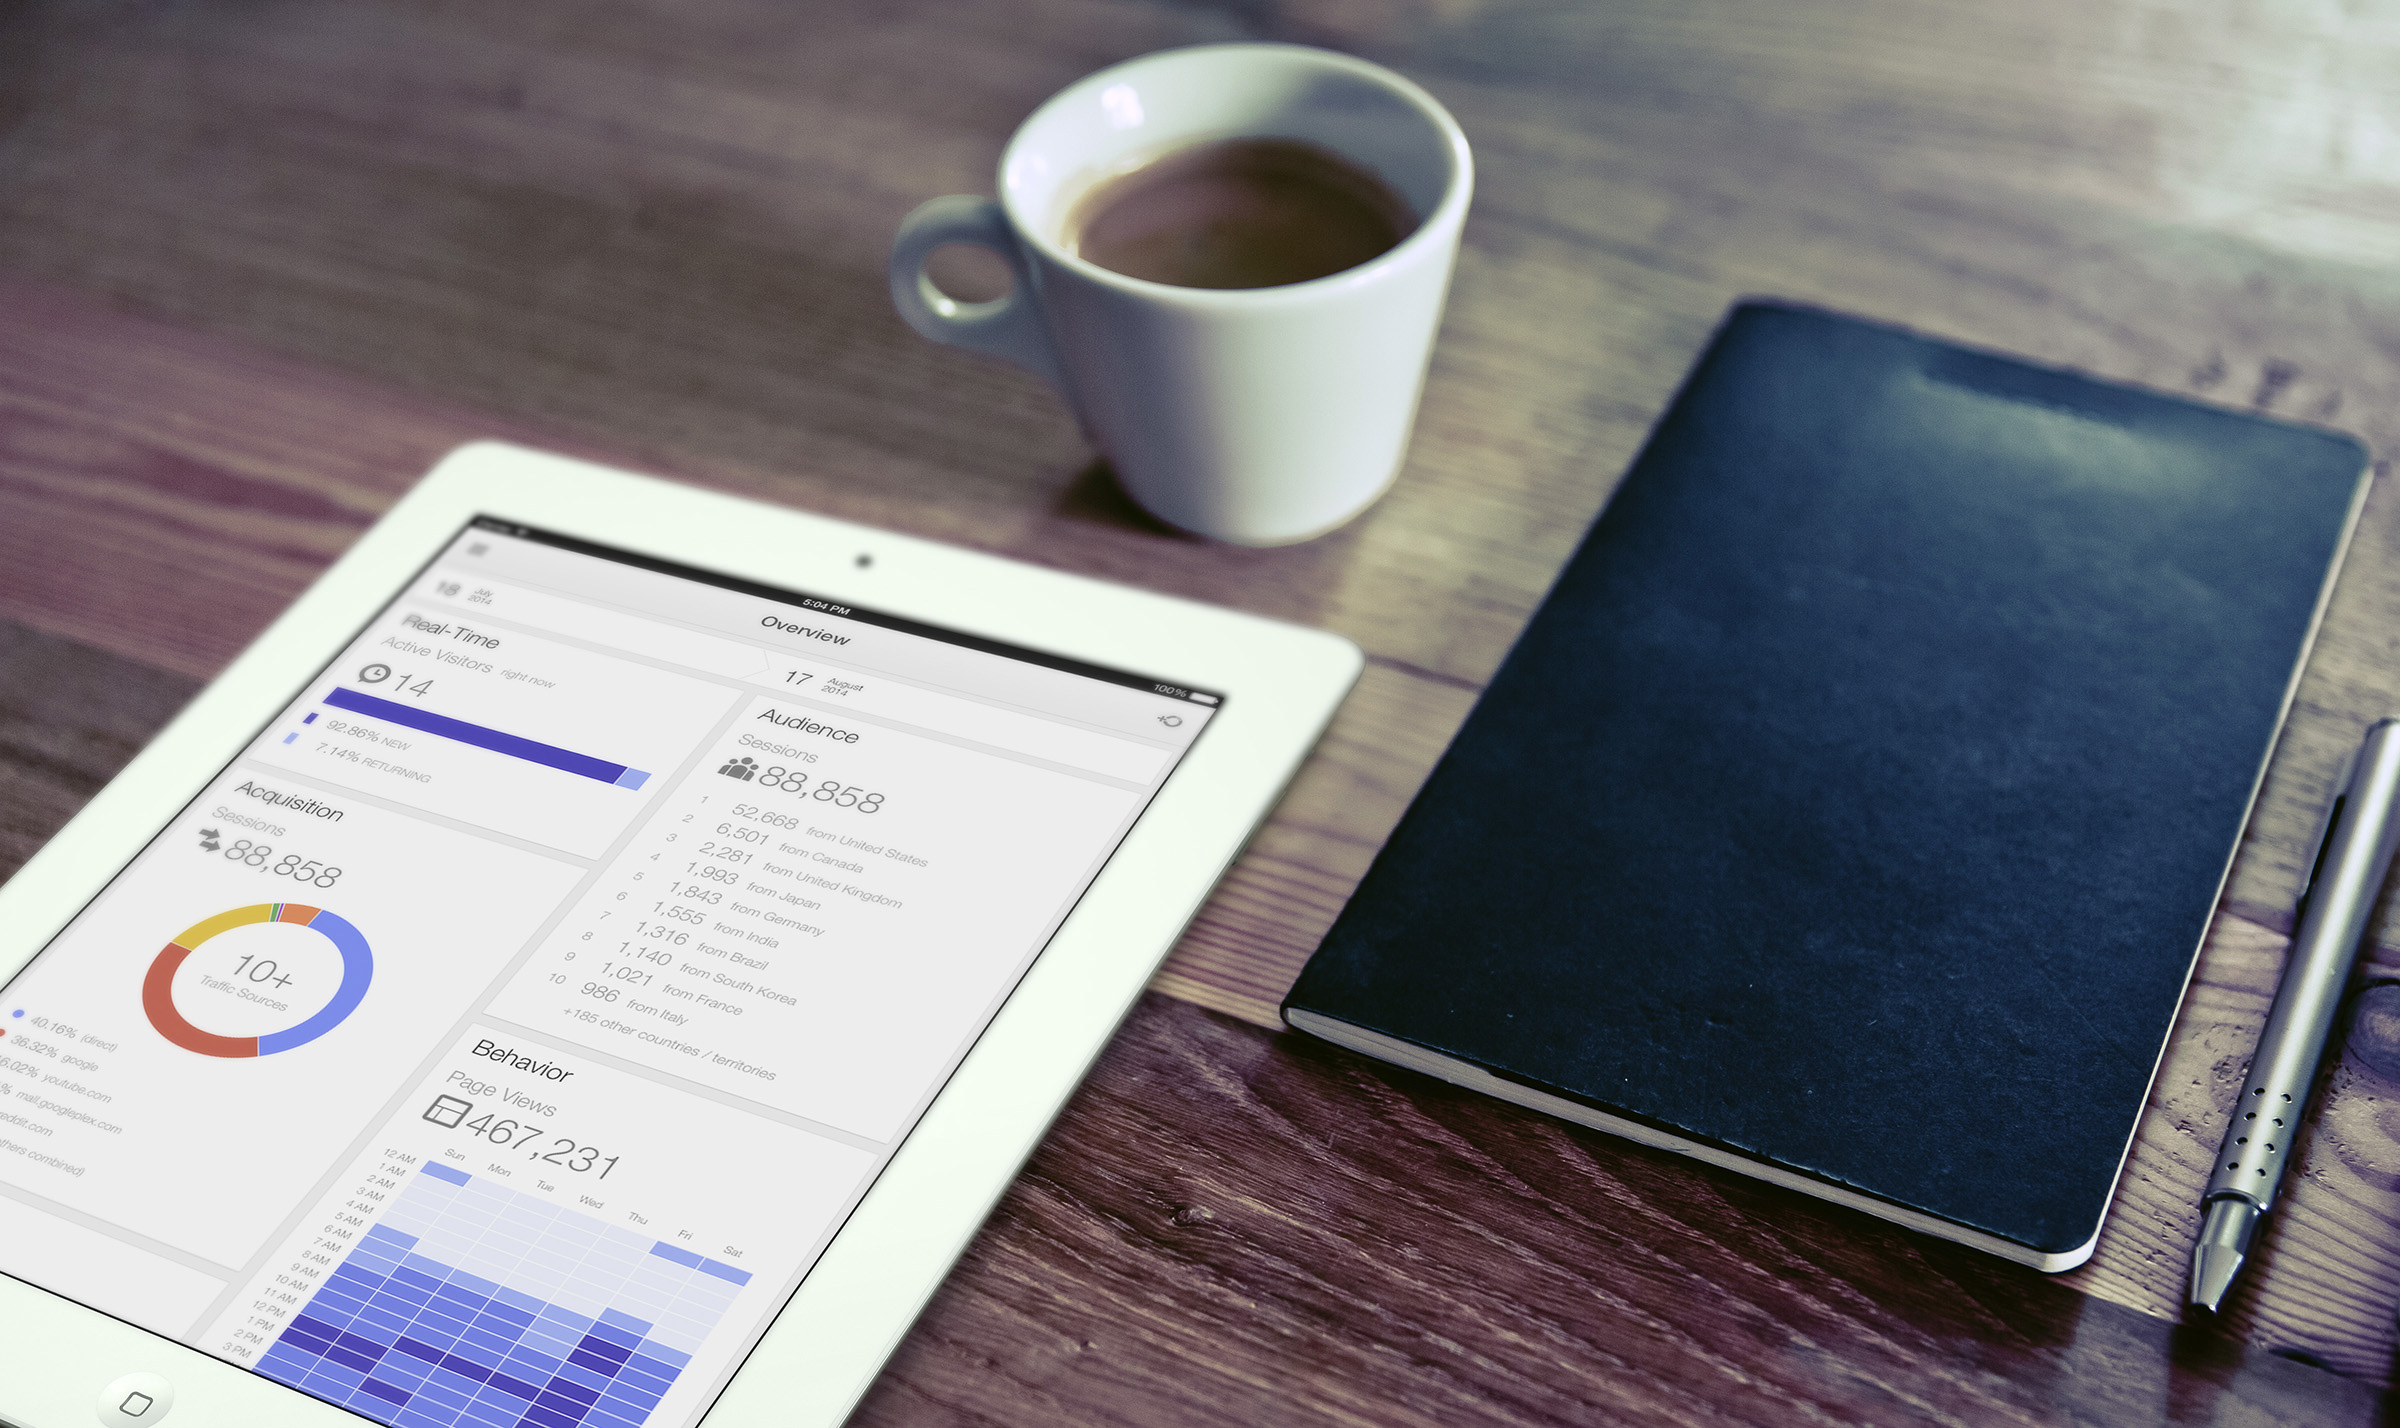 5:04 PM
100%
Overview
18 July 2014
17 August 2014
Real-Time
Active Visitors right now
14
92.86% NEW
7.14% RETURNING
Acquisition
Sessions
88,858
10+
Traffic Sources
40.16% (direct)
36.32% google
6.02% youtube.com
% mail.googleplex.com
reddit.com
others combined)
Audience
Sessions
88,858
1 52,668 from United States
2 6,501 from Canada
3 2,281 from United Kingdom
4 1,993 from Japan
5 1,843 from Germany
6 1,555 from India
7 1,316 from Brazil
8 1,140 from South Korea
9 1,021 from France
10 986 from Italy
+185 other countries / territories
Behavior
Page Views
467,231
Sun Mon Tue Wed Thu Fri Sat
12 AM
1 AM
2 AM
3 AM
4 AM
5 AM
6 AM
7 AM
8 AM
9 AM
10 AM
11 AM
12 PM
1 PM
2 PM
3 PM